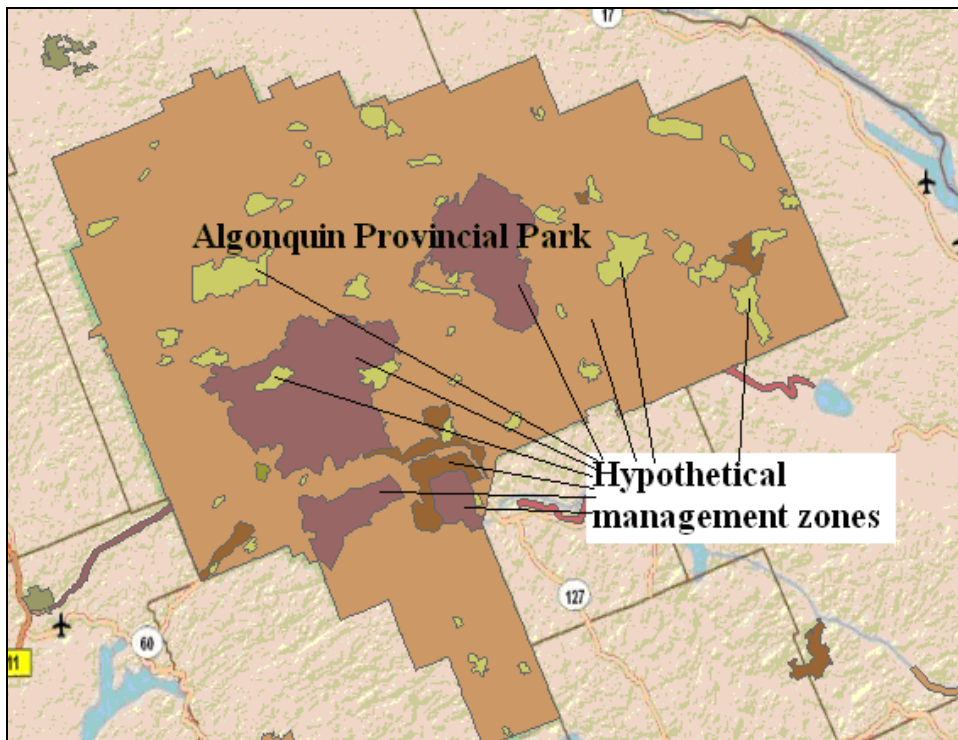 17
Algonquin Provincial Park
Hypothetical
management zones
127
60
11